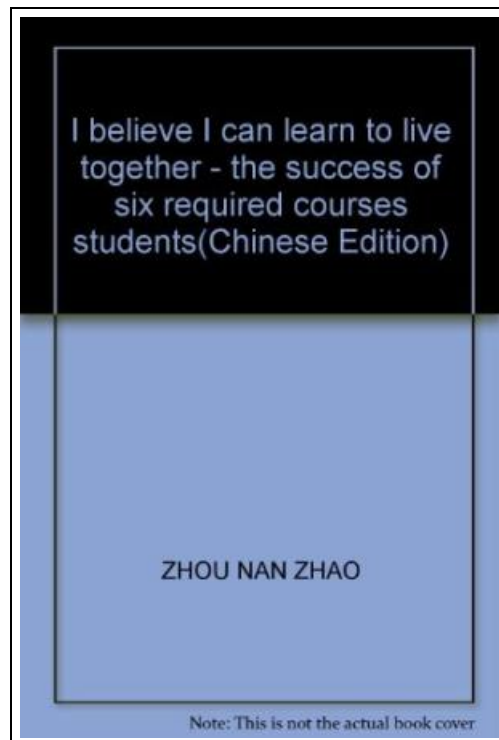 I believe I can learn to live
together - the success of
six required courses
students(Chinese Edition)
ZHOU NAN ZHAO
Note: This is not the actual book cover